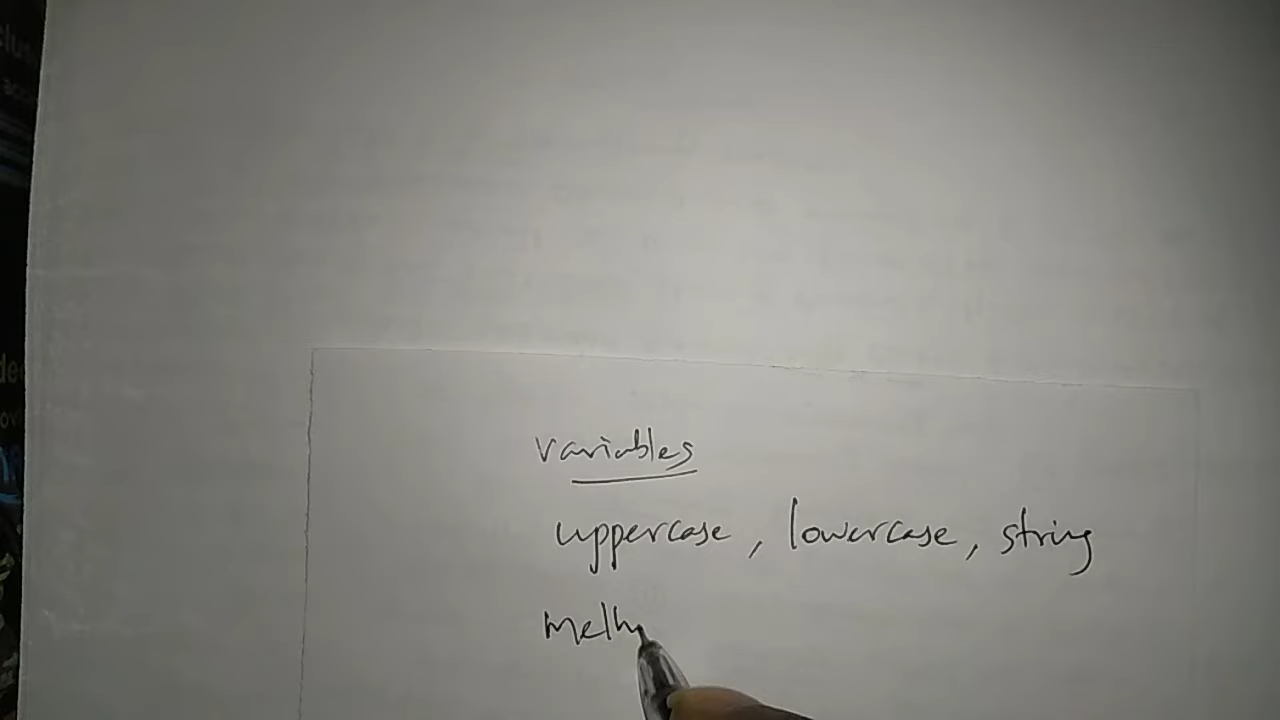 variables
uppercase, lowercase, string
meth